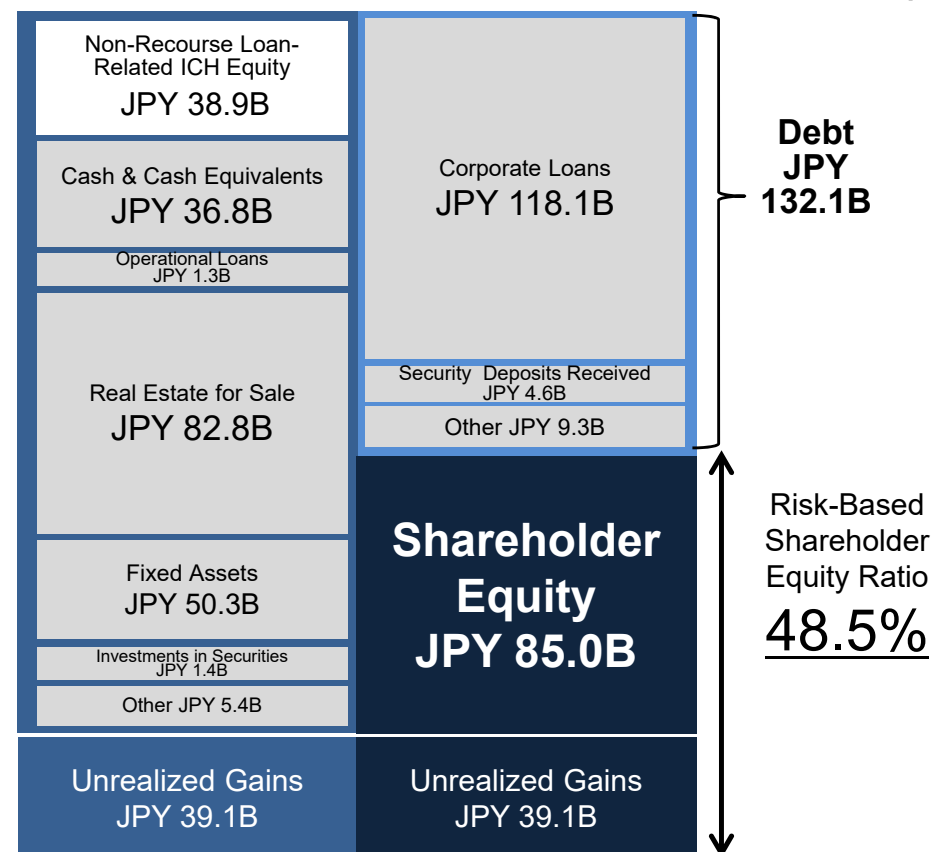 Non-Recourse Loan-
Related ICH Equity
JPY 38.9B
Cash & Cash Equivalents
JPY 36.8B
Operational Loans
JPY 1.3B
Real Estate for Sale
JPY 82.8B
Fixed Assets
JPY 50.3B
Investments in Securities
JPY 1.4B
Other JPY 5.4B
Unrealized Gains
JPY 39.1B
Corporate Loans
JPY 118.1B
Security Deposits Received
JPY 4.6B
Other JPY 9.3B
Shareholder
Equity
JPY 85.0B
Unrealized Gains
JPY 39.1B
Debt
JPY
132.1B
Risk-Based
Shareholder
Equity Ratio
48.5%